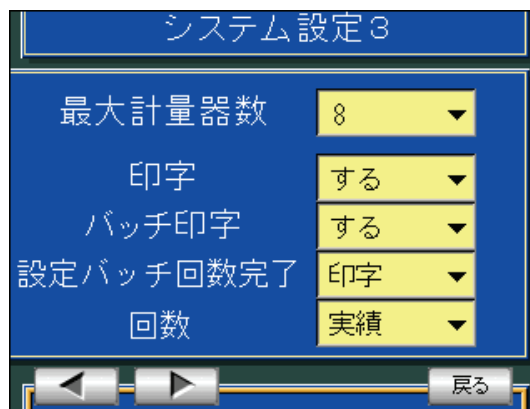 システム設定3
最大計量器数 8
印字 する
バッチ印字 する
設定バッチ回数完了 印字
回数 実績
戻る